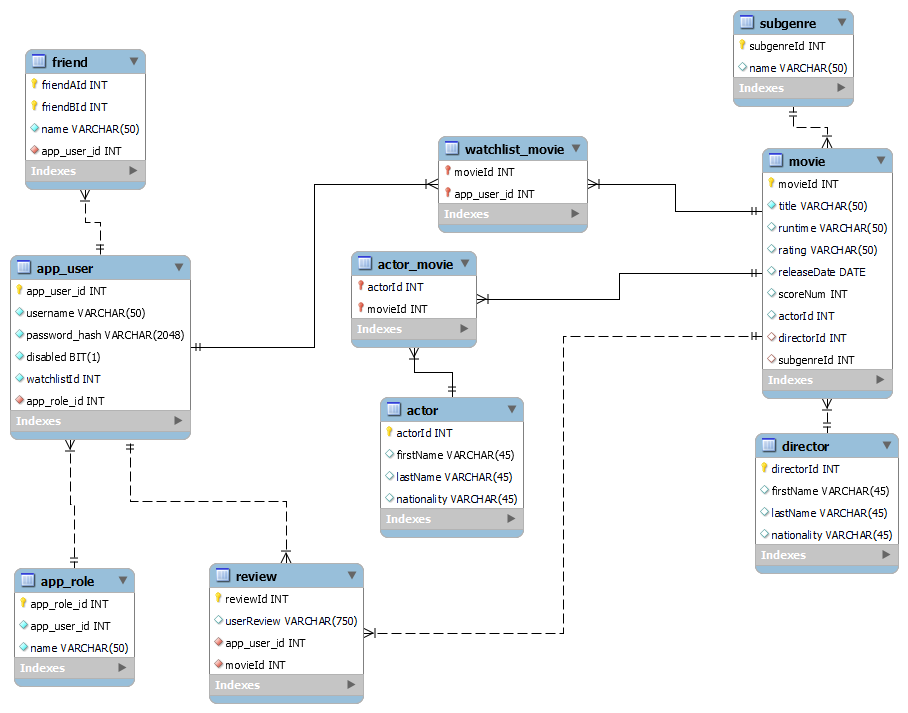 subgenre
subgenreId INT
name VARCHAR(50)
Indexes
friend
friendAId INT
friendBId INT
name VARCHAR(50)
app_user_id INT
Indexes
watchlist_movie
movieId INT
app_user_id INT
Indexes
movie
movieId INT
title VARCHAR(50)
runtime VARCHAR(50)
rating VARCHAR(50)
releaseDate DATE
scoreNum INT
actorId INT
directorId INT
subgenreId INT
Indexes
app_user
app_user_id INT
username VARCHAR(50)
password_hash VARCHAR(2048)
disabled BIT(1)
watchlistId INT
app_role_id INT
Indexes
actor_movie
actorId INT
movieId INT
Indexes
actor
actorId INT
firstName VARCHAR(45)
lastName VARCHAR(45)
nationality VARCHAR(45)
Indexes
director
directorId INT
firstName VARCHAR(45)
lastName VARCHAR(45)
nationality VARCHAR(45)
Indexes
app_role
app_role_id INT
app_user_id INT
name VARCHAR(50)
Indexes
review
reviewId INT
userReview VARCHAR(750)
app_user_id INT
movieId INT
Indexes